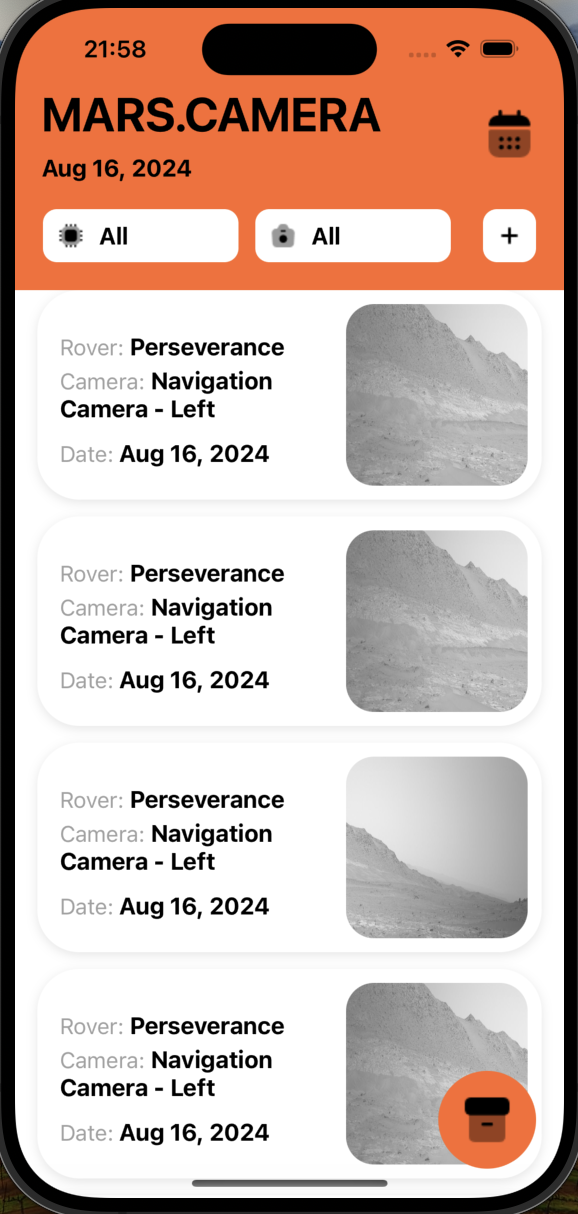 21:58
MARS.CAMERA
Aug 16, 2024
All
All
+
Rover: Perseverance
Camera: Navigation
Camera - Left
Date: Aug 16, 2024
Rover: Perseverance
Camera: Navigation
Camera - Left
Date: Aug 16, 2024
Rover: Perseverance
Camera: Navigation
Camera - Left
Date: Aug 16, 2024
Rover: Perseverance
Camera: Navigation
Camera - Left
Date: Aug 16, 2024